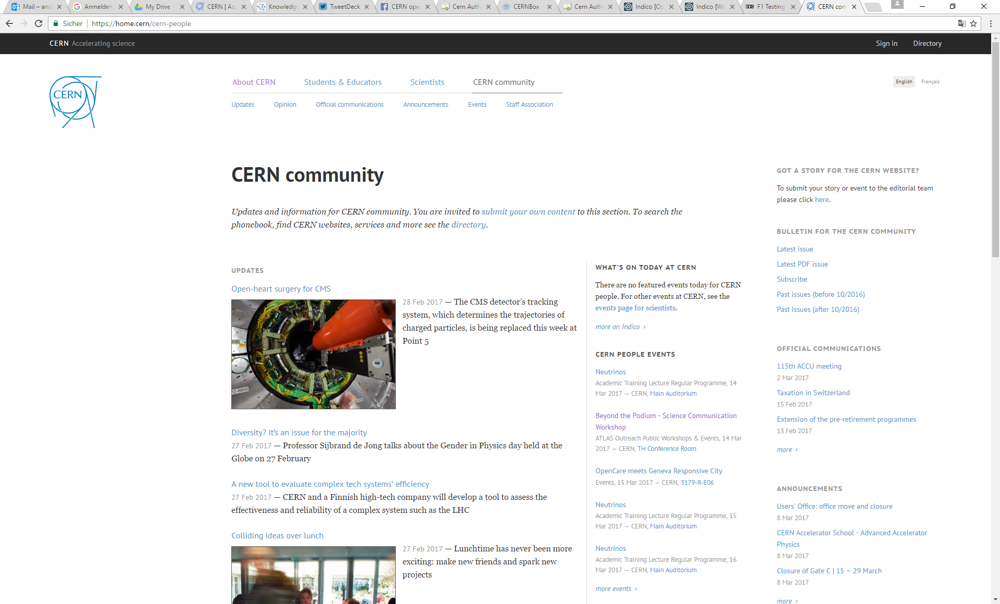 Mail – and
Anmelden
My Drive -
CERN | Acc
Knowledge
TweetDeck
CERN ope
Cern Authe
CERNBox
Cern Authe
Indico [Op
Indico [We
BBC F1 Testing
CERN com
Sicher https://home.cern/cern-people
CERN Accelerating science
Sign in
Directory
CERN
About CERN
Students & Educators
Scientists
CERN community
English
Français
Updates
Opinion
Official communications
Announcements
Events
Staff Association
CERN community
Updates and information for CERN community. You are invited to submit your own content to this section. To search the
phonebook, find CERN websites, services and more see the directory.
UPDATES
Open-heart surgery for CMS
28 Feb 2017 — The CMS detector's tracking
system, which determines the trajectories of
charged particles, is being replaced this week at
Point 5
Diversity? It's an issue for the majority
27 Feb 2017 — Professor Sijbrand de Jong talks about the Gender in Physics day held at the
Globe on 27 February
A new tool to evaluate complex tech systems' efficiency
27 Feb 2017 — CERN and a Finnish high-tech company will develop a tool to assess the
effectiveness and reliability of a complex system such as the LHC
Colliding ideas over lunch
27 Feb 2017 — Lunchtime has never been more
exciting: make new friends and spark new
projects
WHAT'S ON TODAY AT CERN
There are no featured events today for CERN
people. For other events at CERN, see the
events page for scientists.
more on Indico ›
CERN PEOPLE EVENTS
Neutrinos
Academic Training Lecture Regular Programme, 14
Mar 2017 — CERN, Main Auditorium
Beyond the Podium - Science Communication
Workshop
ATLAS Outreach Public Workshops & Events, 14 Mar
2017 — CERN, TH Conference Room
OpenCare meets Geneva Responsive City
Events, 15 Mar 2017 — CERN, 3179-R-E06
Neutrinos
Academic Training Lecture Regular Programme, 15
Mar 2017 — CERN, Main Auditorium
Neutrinos
Academic Training Lecture Regular Programme, 16
Mar 2017 — CERN, Main Auditorium
more events ›
GOT A STORY FOR THE CERN WEBSITE?
To submit your story or event to the editorial team
please click here.
BULLETIN FOR THE CERN COMMUNITY
Latest issue
Latest PDF issue
Subscribe
Past issues (before 10/2016)
Past issues (after 10/2016)
OFFICIAL COMMUNICATIONS
115th ACCU meeting
2 Mar 2017
Taxation in Switzerland
15 Feb 2017
Extension of the pre-retirement programmes
13 Feb 2017
more ›
ANNOUNCEMENTS
Users' Office: office move and closure
8 Mar 2017
CERN Accelerator School - Advanced Accelerator
Physics
8 Mar 2017
Closure of Gate C | 15 – 29 March
8 Mar 2017
more ›